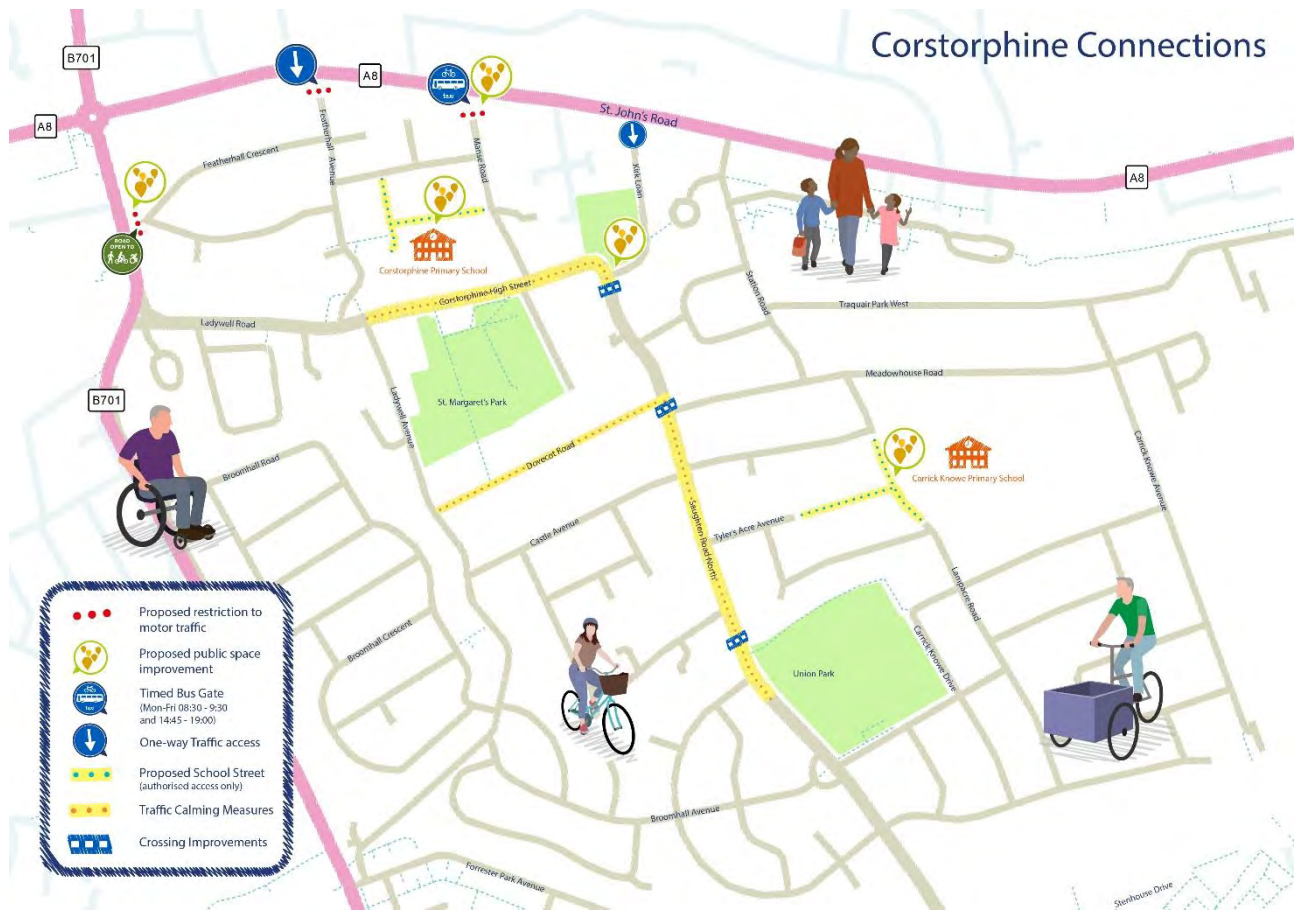 Corstorphine Connections
B701
A8
A8
taxi
St. John's Road
A8
Featherhall Crescent
Featherhall Avenue
Manse Road
Kirk Loan
ROAD
OPEN TO
Corstorphine Primary School
Corstorphine High Street
Station Road
Traquair Park West
Ladywell Road
Meadowhouse Road
B701
St. Margaret's Park
Ladywell Avenue
Dovecot Road
Broomhall Road
Carrick Knowe Primary School
Carrick Knowe Avenue
Castle Avenue
Saughton Road North
Tyler's Acre Avenue
Lampacre Road
Broomhall Crescent
Union Park
Carrick Knowe Drive
Broomhall Avenue
Forrester Park Avenue
Stenhouse Drive
Proposed restriction to
motor traffic
Proposed public space
improvement
taxi
Timed Bus Gate
(Mon-Fri 08:30 - 9:30
and 14:45 - 19:00)
One-way Traffic access
Proposed School Street
(authorised access only)
Traffic Calming Measures
Crossing Improvements